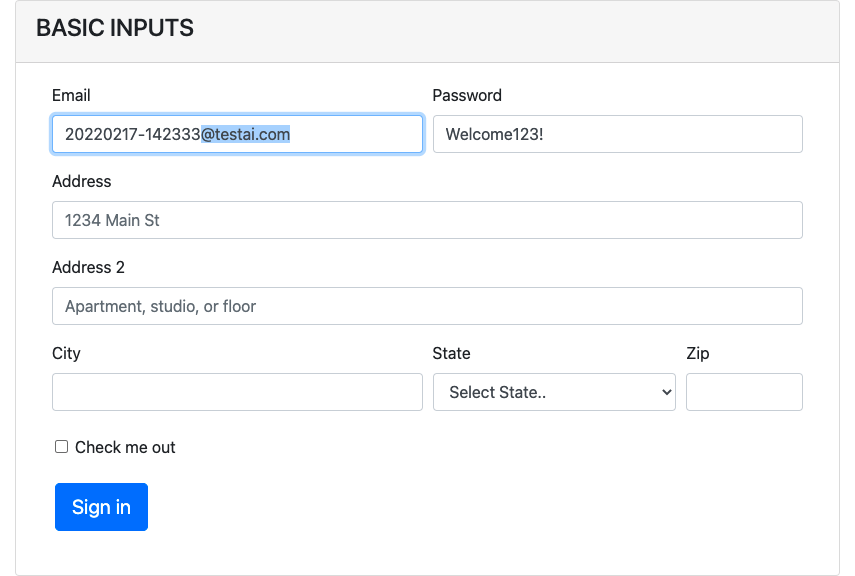 BASIC INPUTS
Email Password
20220217-142333@testai.com Welcome123!
Address
1234 Main St
Address 2
Apartment, studio, or floor
City State Zip
Select State..
Check me out
Sign in